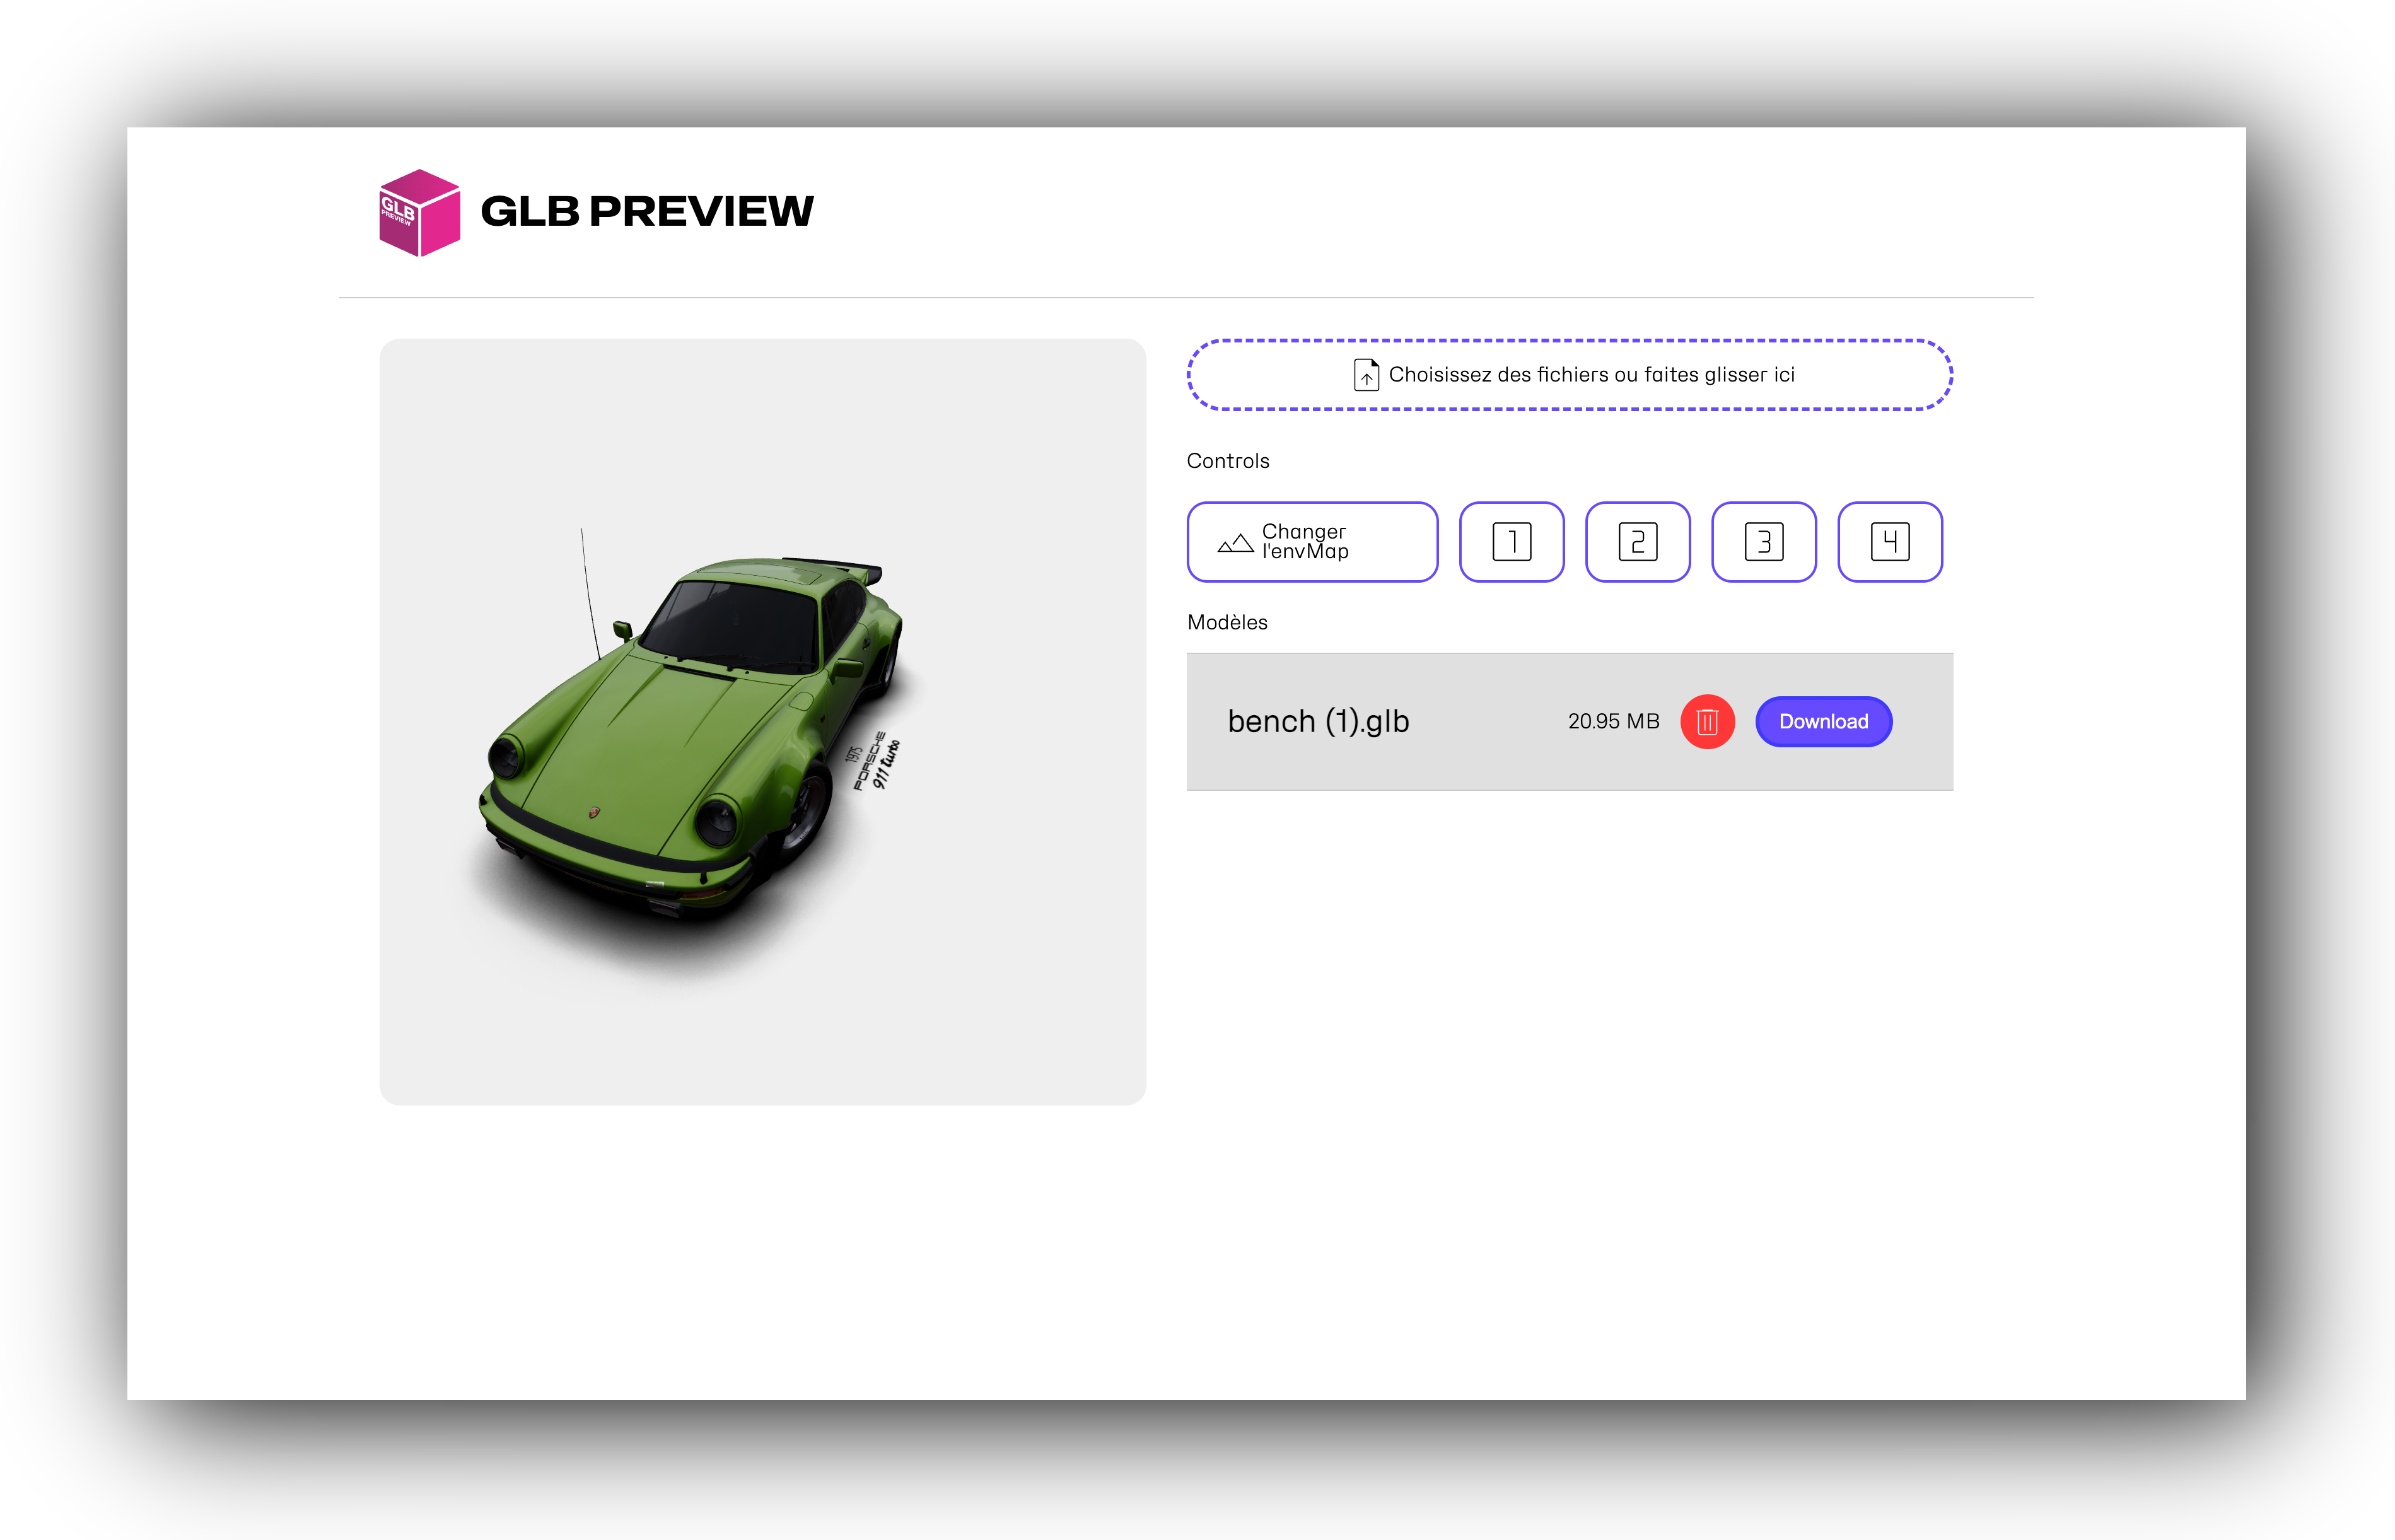 GLB
PREVIEW
GLB PREVIEW
Choisissez des fichiers ou faites glisser ici
Controls
Changer
l'envMap
1
2
3
4
Modèles
bench (1).glb
20.95 MB
Download
1975
PORSCHE
911 turbo